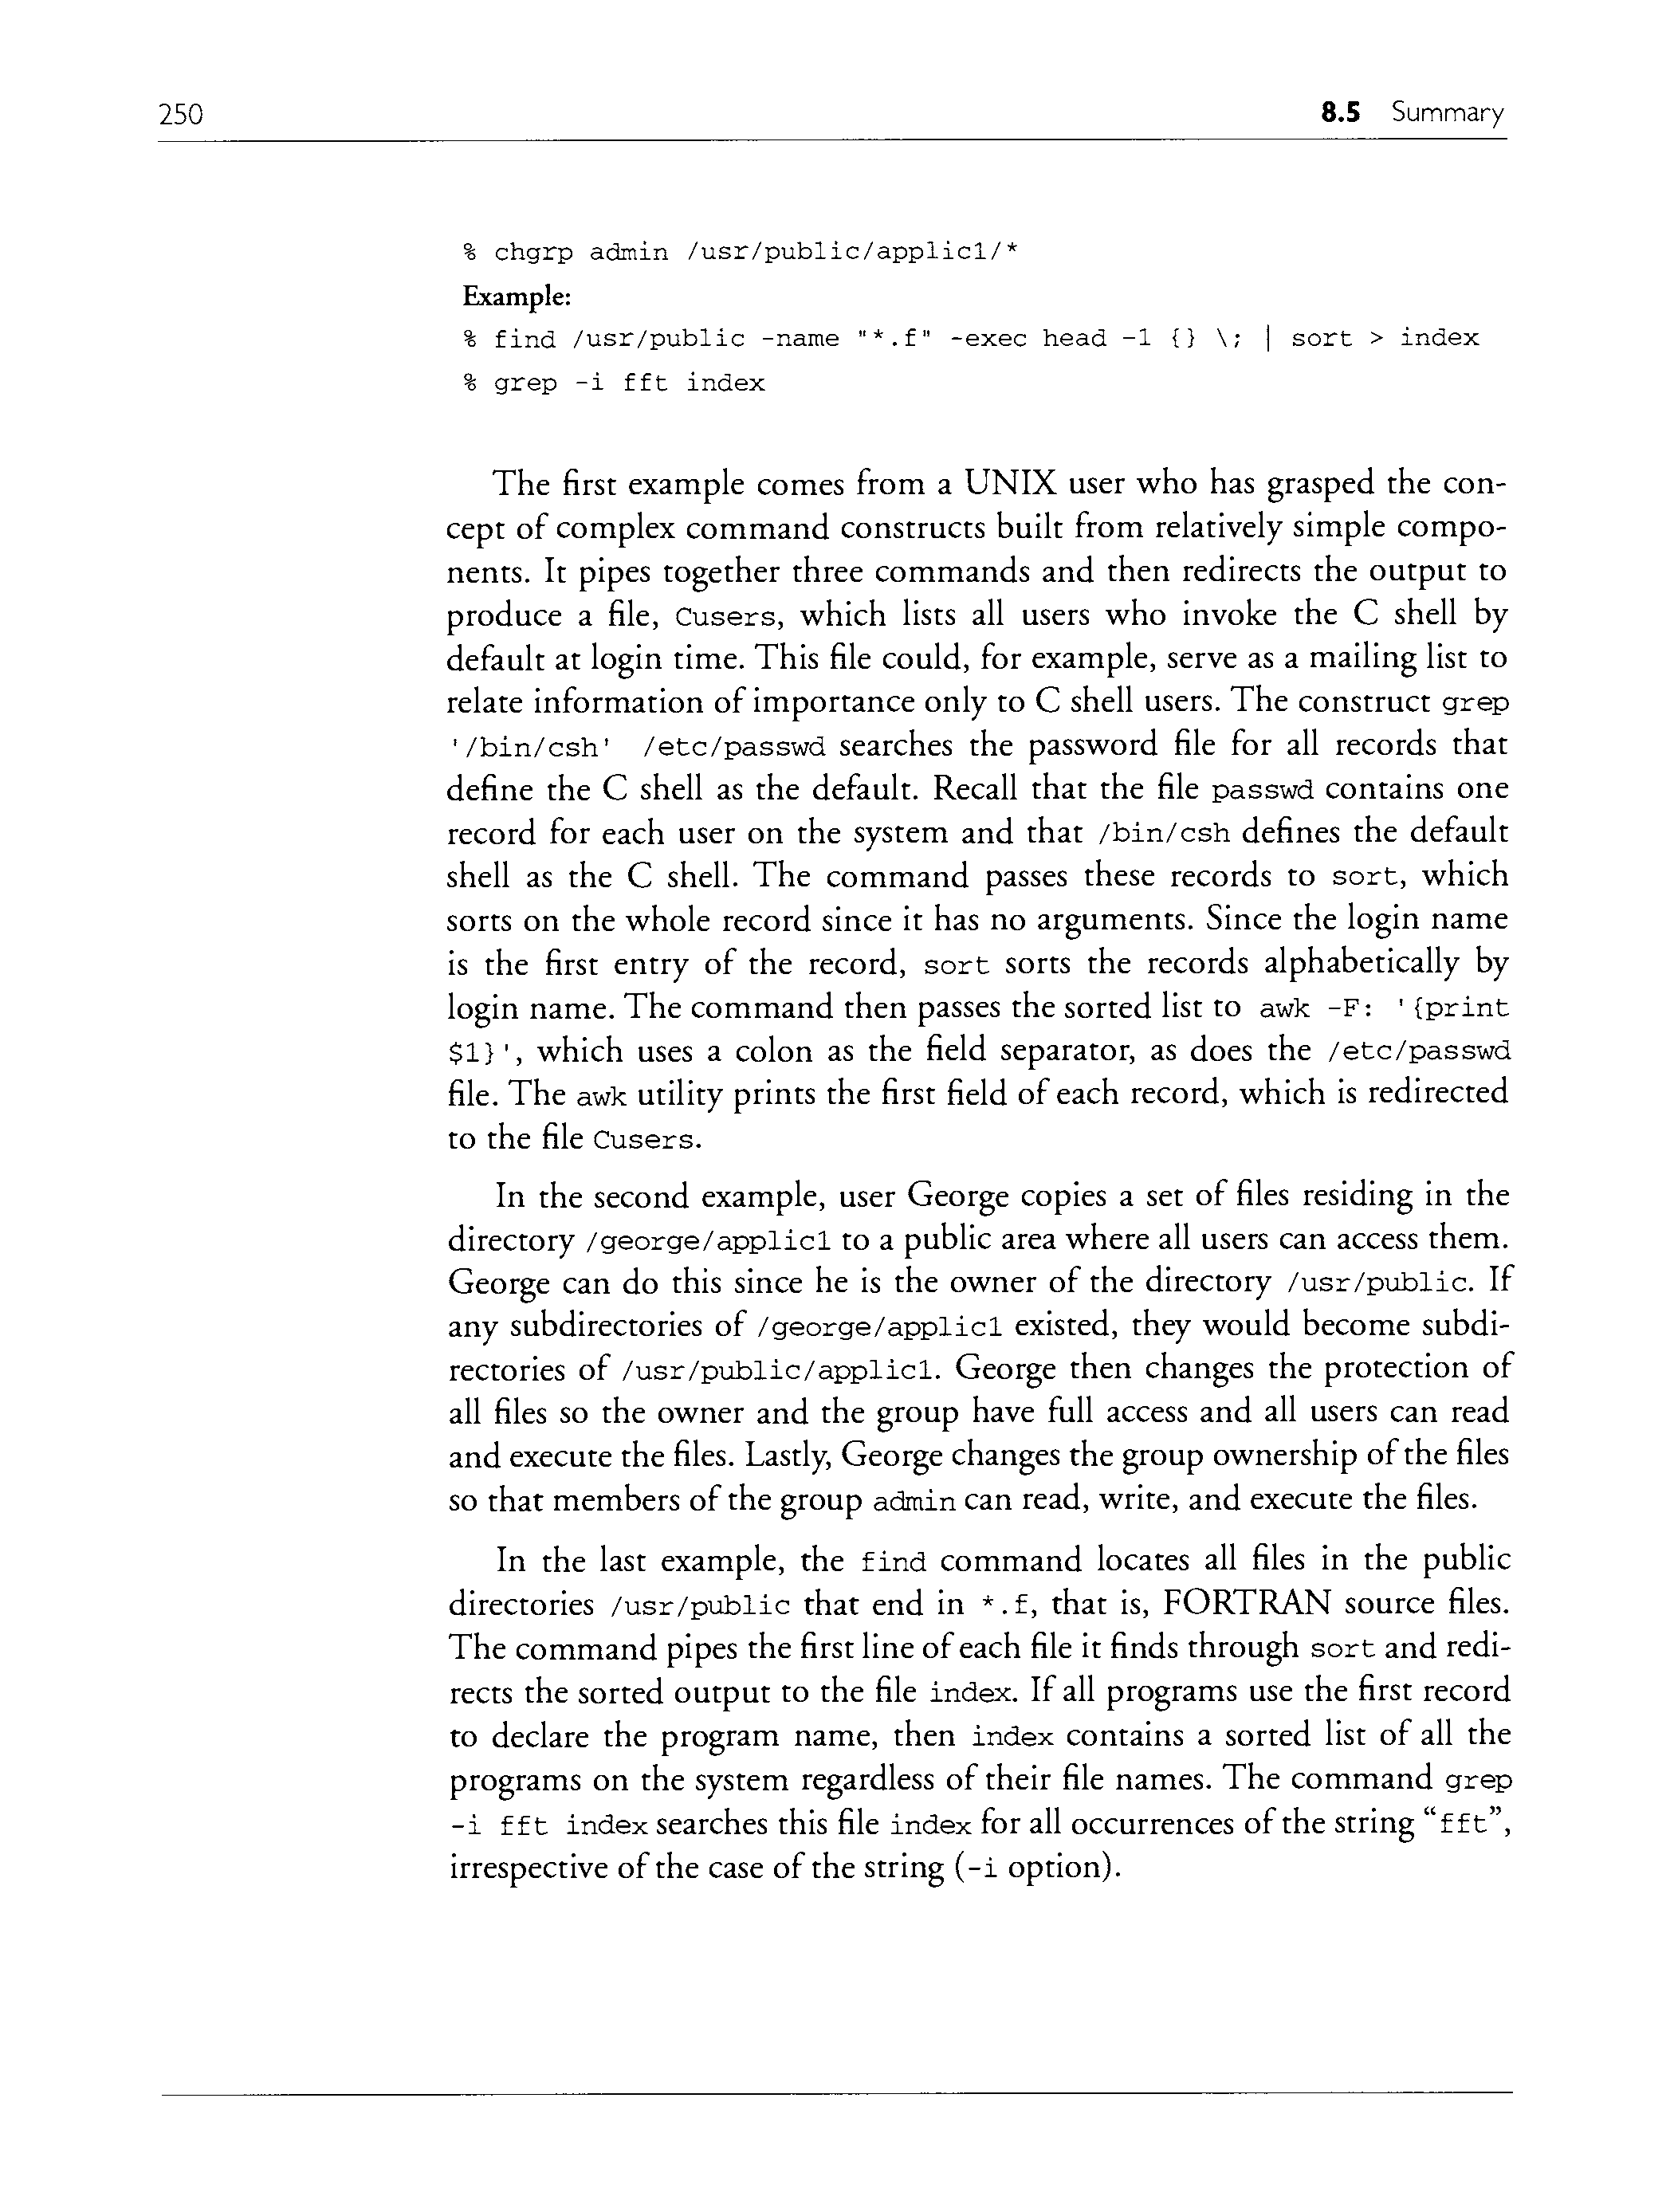 250 8.5 Summary
% chgrp admin /usr/public/applic1/*
Example:
% find /usr/public -name "*.f" -exec head -1 {} \; | sort > index
% grep -i fft index
The first example comes from a UNIX user who has grasped the con-
cept of complex command constructs built from relatively simple compo-
nents. It pipes together three commands and then redirects the output to
produce a file, Cusers, which lists all users who invoke the C shell by
default at login time. This file could, for example, serve as a mailing list to
relate information of importance only to C shell users. The construct grep
'/bin/csh' /etc/passwd searches the password file for all records that
define the C shell as the default. Recall that the file passwd contains one
record for each user on the system and that /bin/csh defines the default
shell as the C shell. The command passes these records to sort, which
sorts on the whole record since it has no arguments. Since the login name
is the first entry of the record, sort sorts the records alphabetically by
login name. The command then passes the sorted list to awk -F: '{print
$1}', which uses a colon as the field separator, as does the /etc/passwd
file. The awk utility prints the first field of each record, which is redirected
to the file Cusers.
In the second example, user George copies a set of files residing in the
directory /george/applic1 to a public area where all users can access them.
George can do this since he is the owner of the directory /usr/public. If
any subdirectories of /george/applic1 existed, they would become subdi-
rectories of /usr/public/applic1. George then changes the protection of
all files so the owner and the group have full access and all users can read
and execute the files. Lastly, George changes the group ownership of the files
so that members of the group admin can read, write, and execute the files.
In the last example, the find command locates all files in the public
directories /usr/public that end in *.f, that is, FORTRAN source files.
The command pipes the first line of each file it finds through sort and redi-
rects the sorted output to the file index. If all programs use the first record
to declare the program name, then index contains a sorted list of all the
programs on the system regardless of their file names. The command grep
-i fft index searches this file index for all occurrences of the string “fft”,
irrespective of the case of the string (-i option).